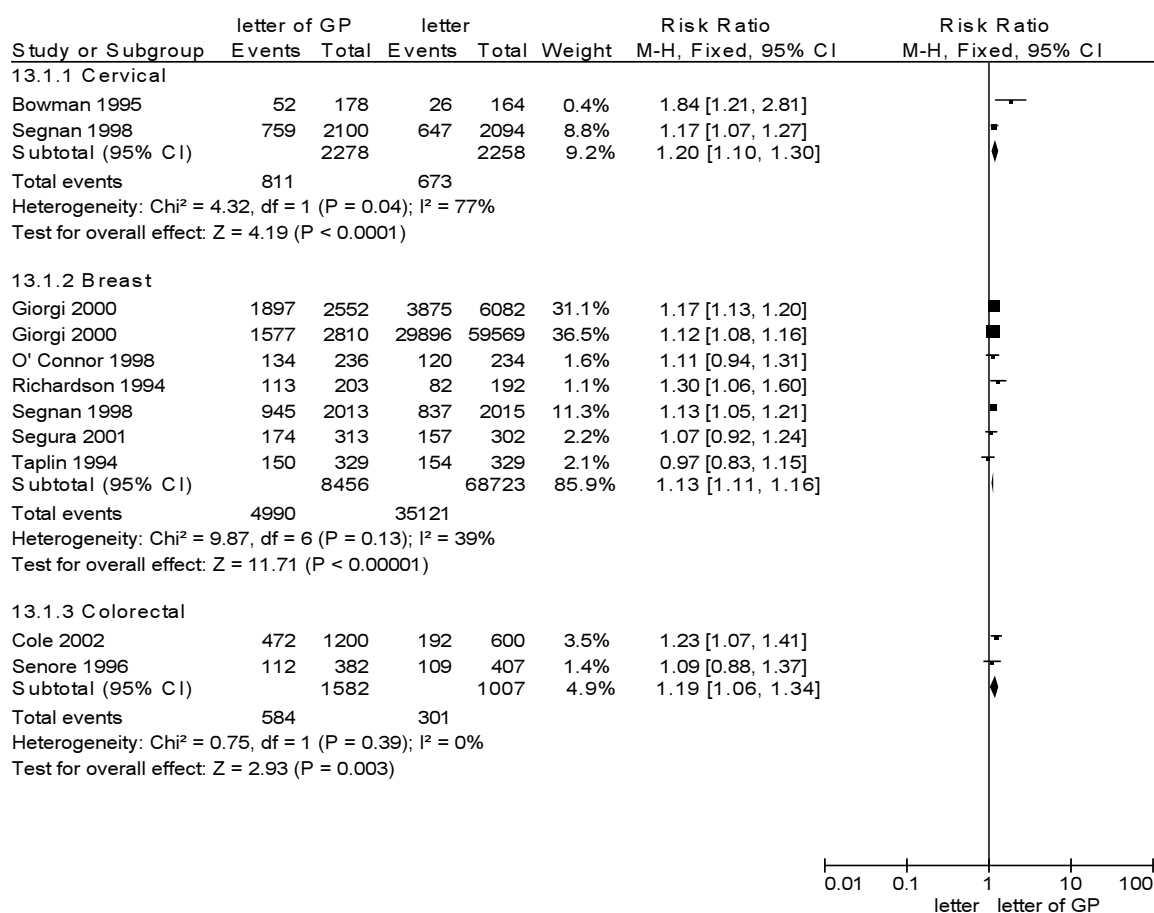 letter of GP letter Risk Ratio Risk Ratio
Study or Subgroup Events Total Events Total Weight M-H, Fixed, 95% CI M-H, Fixed, 95% CI
13.1.1 Cervical
Bowman 1995 52 178 26 164 0.4% 1.84 [1.21, 2.81]
Segnan 1998 759 2100 647 2094 8.8% 1.17 [1.07, 1.27]
Subtotal (95% CI) 2278 2258 9.2% 1.20 [1.10, 1.30]
Total events 811 673
Heterogeneity: Chi² = 4.32, df = 1 (P = 0.04); I² = 77%
Test for overall effect: Z = 4.19 (P < 0.0001)
13.1.2 Breast
Giorgi 2000 1897 2552 3875 6082 31.1% 1.17 [1.13, 1.20]
Giorgi 2000 1577 2810 29896 59569 36.5% 1.12 [1.08, 1.16]
O' Connor 1998 134 236 120 234 1.6% 1.11 [0.94, 1.31]
Richardson 1994 113 203 82 192 1.1% 1.30 [1.06, 1.60]
Segnan 1998 945 2013 837 2015 11.3% 1.13 [1.05, 1.21]
Segura 2001 174 313 157 302 2.2% 1.07 [0.92, 1.24]
Taplin 1994 150 329 154 329 2.1% 0.97 [0.83, 1.15]
Subtotal (95% CI) 8456 68723 85.9% 1.13 [1.11, 1.16]
Total events 4990 35121
Heterogeneity: Chi² = 9.87, df = 6 (P = 0.13); I² = 39%
Test for overall effect: Z = 11.71 (P < 0.00001)
13.1.3 Colorectal
Cole 2002 472 1200 192 600 3.5% 1.23 [1.07, 1.41]
Senore 1996 112 382 109 407 1.4% 1.09 [0.88, 1.37]
Subtotal (95% CI) 1582 1007 4.9% 1.19 [1.06, 1.34]
Total events 584 301
Heterogeneity: Chi² = 0.75, df = 1 (P = 0.39); I² = 0%
Test for overall effect: Z = 2.93 (P = 0.003)
0.01 0.1 1 10 100
letter letter of GP